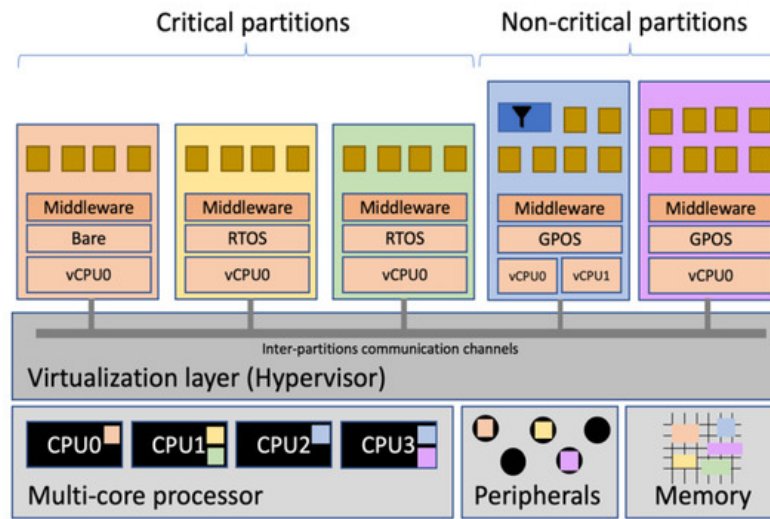 Critical partitions
Non-critical partitions
Middleware
Bare
vCPU0
Middleware
RTOS
vCPU0
Middleware
RTOS
vCPU0
Middleware
GPOS
vCPU0
vCPU1
Middleware
GPOS
vCPU0
Inter-partitions communication channels
Virtualization layer (Hypervisor)
CPU0
CPU1
CPU2
CPU3
Multi-core processor
Peripherals
Memory